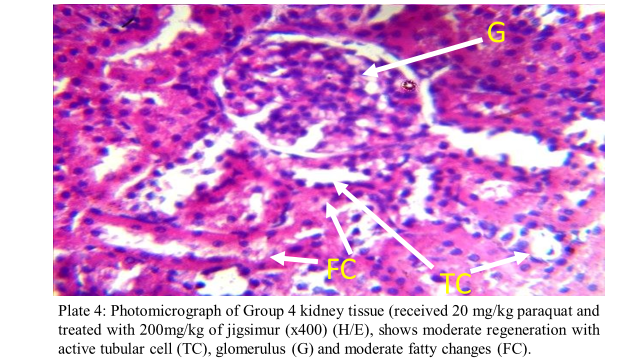 G
FC
TC
Plate 4: Photomicrograph of Group 4 kidney tissue (received 20 mg/kg paraquat and
treated with 200mg/kg of jigsimur (x400) (H/E), shows moderate regeneration with
active tubular cell (TC), glomerulus (G) and moderate fatty changes (FC).